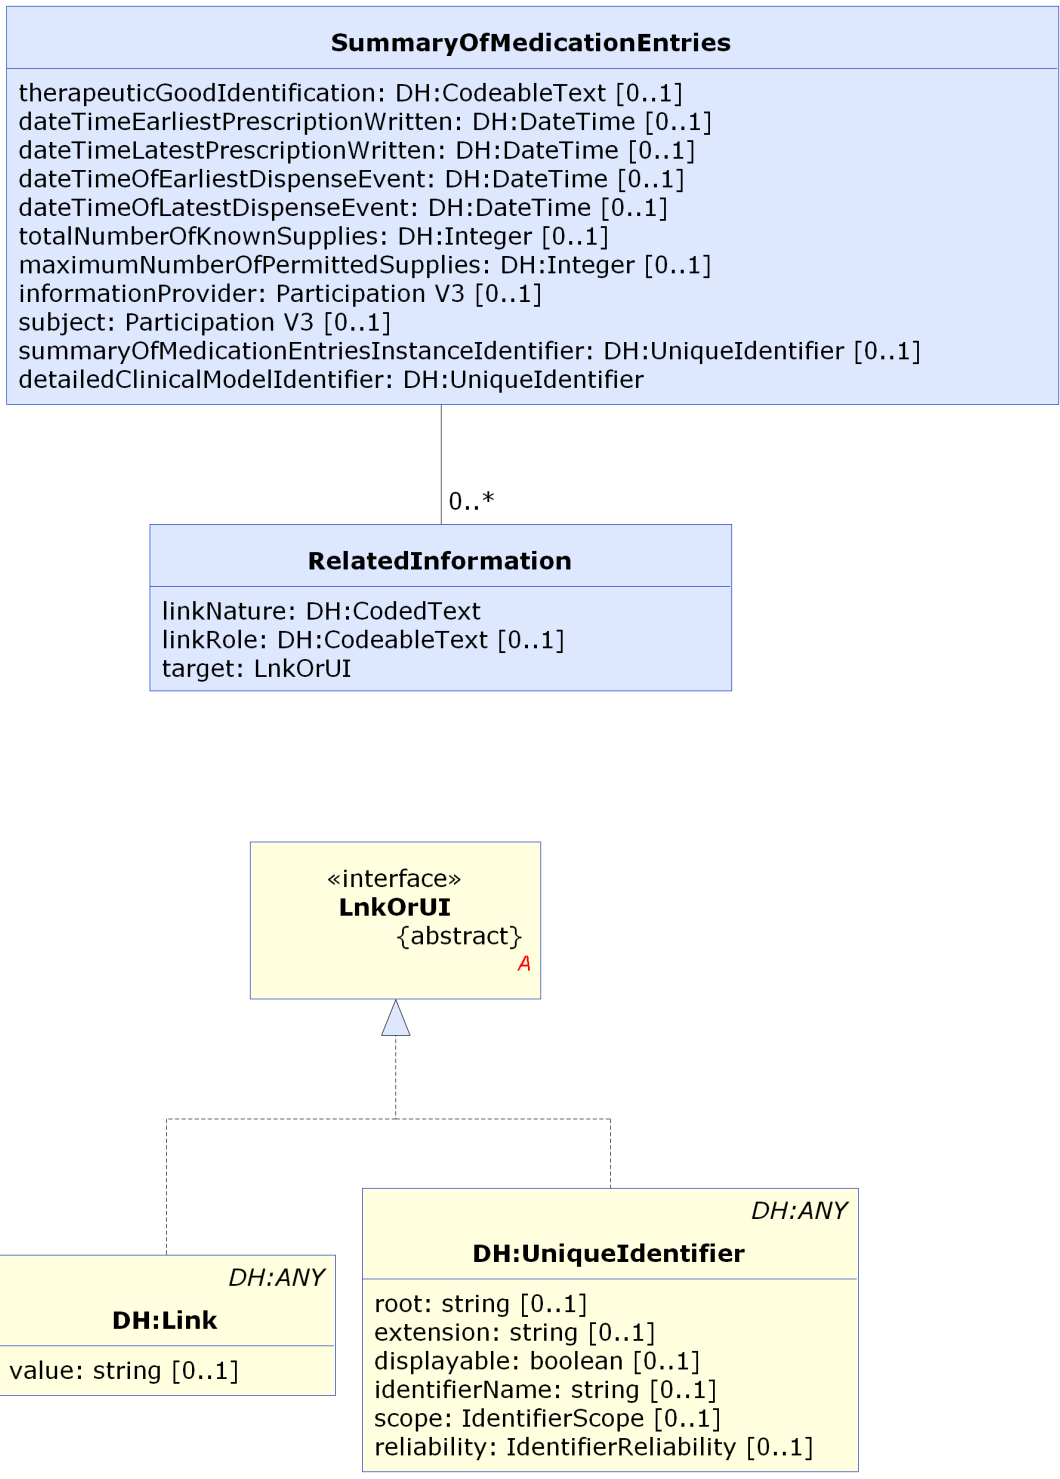 SummaryOfMedicationEntries
therapeuticGoodIdentification: DH:CodeableText [0..1]
dateTimeEarliestPrescriptionWritten: DH:DateTime [0..1]
dateTimeLatestPrescriptionWritten: DH:DateTime [0..1]
dateTimeOfEarliestDispenseEvent: DH:DateTime [0..1]
dateTimeOfLatestDispenseEvent: DH:DateTime [0..1]
totalNumberOfKnownSupplies: DH:Integer [0..1]
maximumNumberOfPermittedSupplies: DH:Integer [0..1]
informationProvider: Participation V3 [0..1]
subject: Participation V3 [0..1]
summaryOfMedicationEntriesInstanceIdentifier: DH:UniqueIdentifier [0..1]
detailedClinicalModelIdentifier: DH:UniqueIdentifier
0..*
RelatedInformation
linkNature: DH:CodedText
linkRole: DH:CodeableText [0..1]
target: LnkOrUI
«interface»
LnkOrUI
{abstract}
A
DH:ANY
DH:Link
value: string [0..1]
DH:ANY
DH:UniqueIdentifier
root: string [0..1]
extension: string [0..1]
displayable: boolean [0..1]
identifierName: string [0..1]
scope: IdentifierScope [0..1]
reliability: IdentifierReliability [0..1]